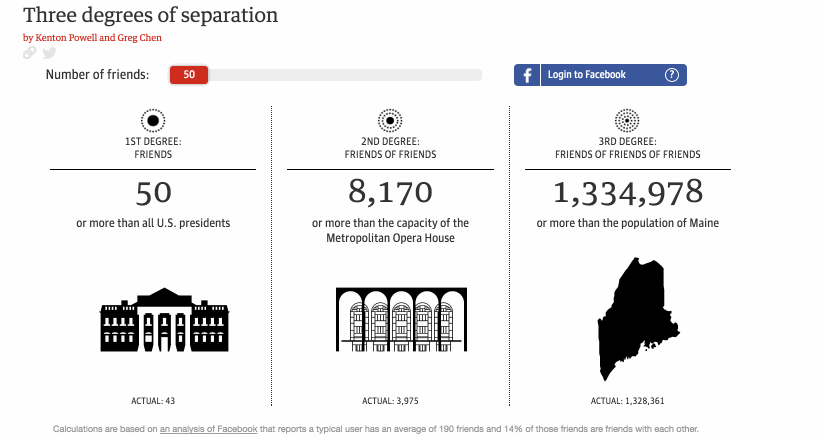 Three degrees of separation
by Kenton Powell and Greg Chen
Number of friends:
50
f
Login to Facebook
?
1ST DEGREE:
FRIENDS
50
or more than all U.S. presidents
ACTUAL: 43
2ND DEGREE:
FRIENDS OF FRIENDS
8,170
or more than the capacity of the
Metropolitan Opera House
ACTUAL: 3,975
3RD DEGREE:
FRIENDS OF FRIENDS OF FRIENDS
1,334,978
or more than the population of Maine
ACTUAL: 1,328,361
Calculations are based on an analysis of Facebook that reports a typical user has an average of 190 friends and 14% of those friends are friends with each other.